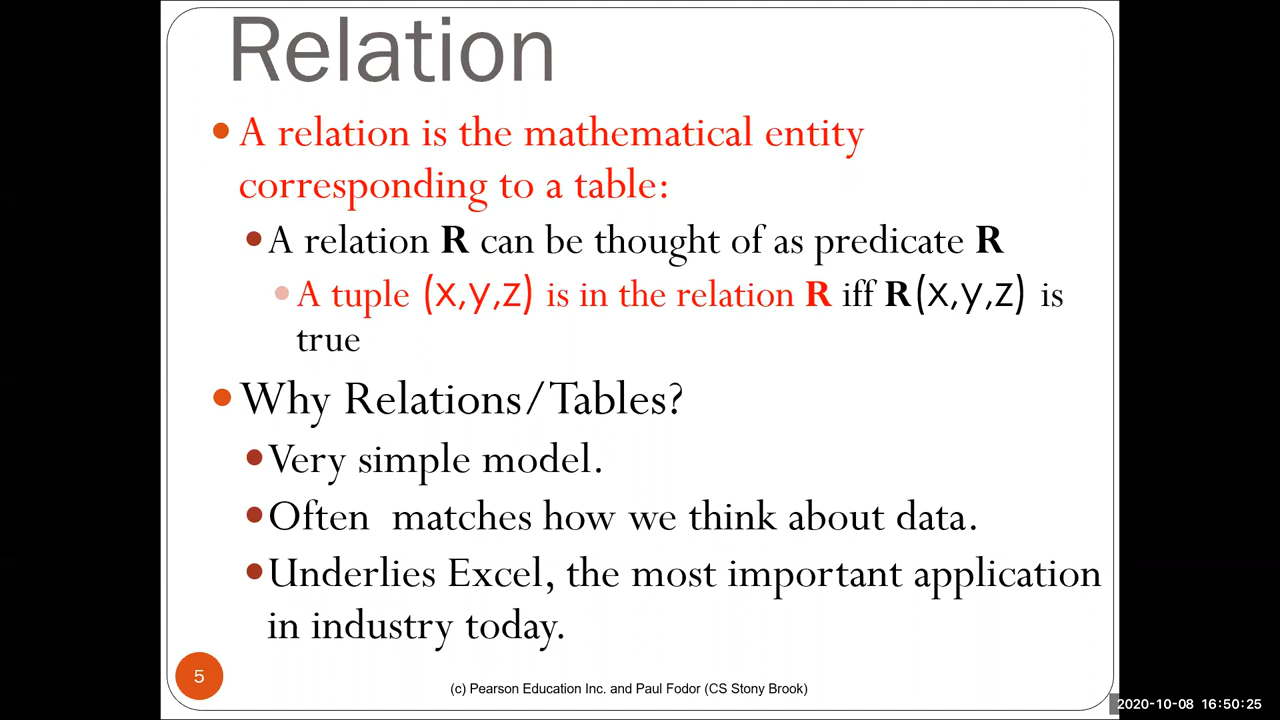 Relation
A relation is the mathematical entity
corresponding to a table:
A relation R can be thought of as predicate R
A tuple (x,y,z) is in the relation R iff R(x,y,z) is
true
Why Relations/Tables?
Very simple model.
Often  matches how we think about data.
Underlies Excel, the most important application
in industry today.
5
(c) Pearson Education Inc. and Paul Fodor (CS Stony Brook)
2020-10-08 16:50:25